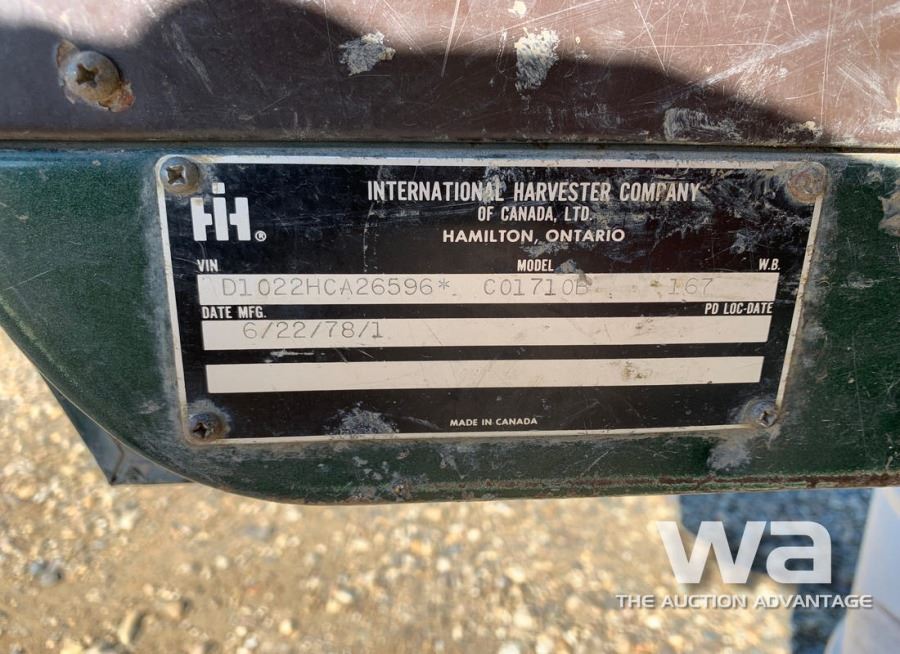 IH®
INTERNATIONAL HARVESTER COMPANY
OF CANADA, LTD.
HAMILTON, ONTARIO
VIN MODEL W.B.
D1022HCA26596* CO1710B 167
DATE MFG. PD LOC-DATE
6/22/78/1
MADE IN CANADA
wa
THE AUCTION ADVANTAGE